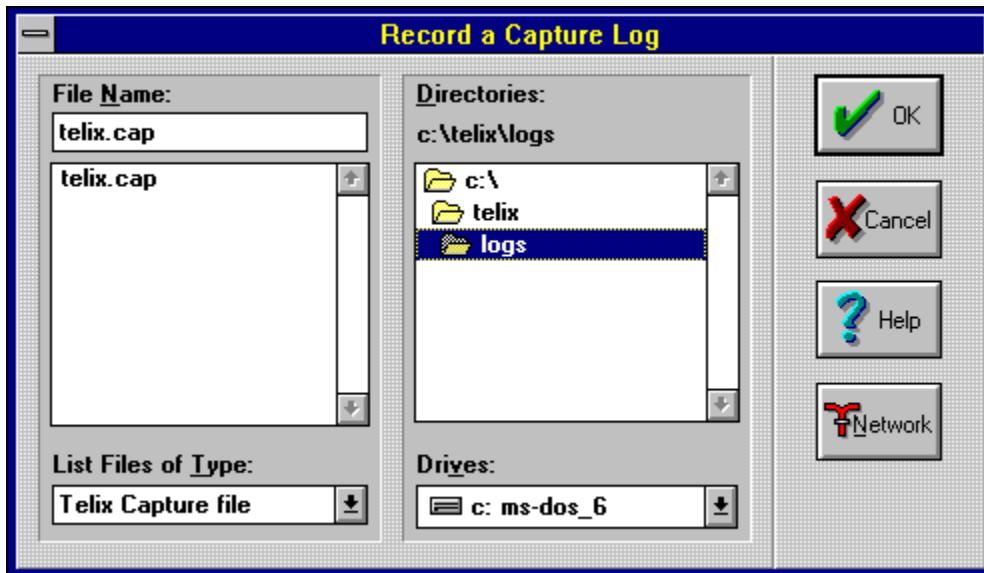 Record a Capture Log
File Name:
telix.cap
telix.cap
List Files of Type:
Telix Capture file
Directories:
c:\telix\logs
c:\
telix
logs
Drives:
c: ms-dos_6
OK
Cancel
Help
Network